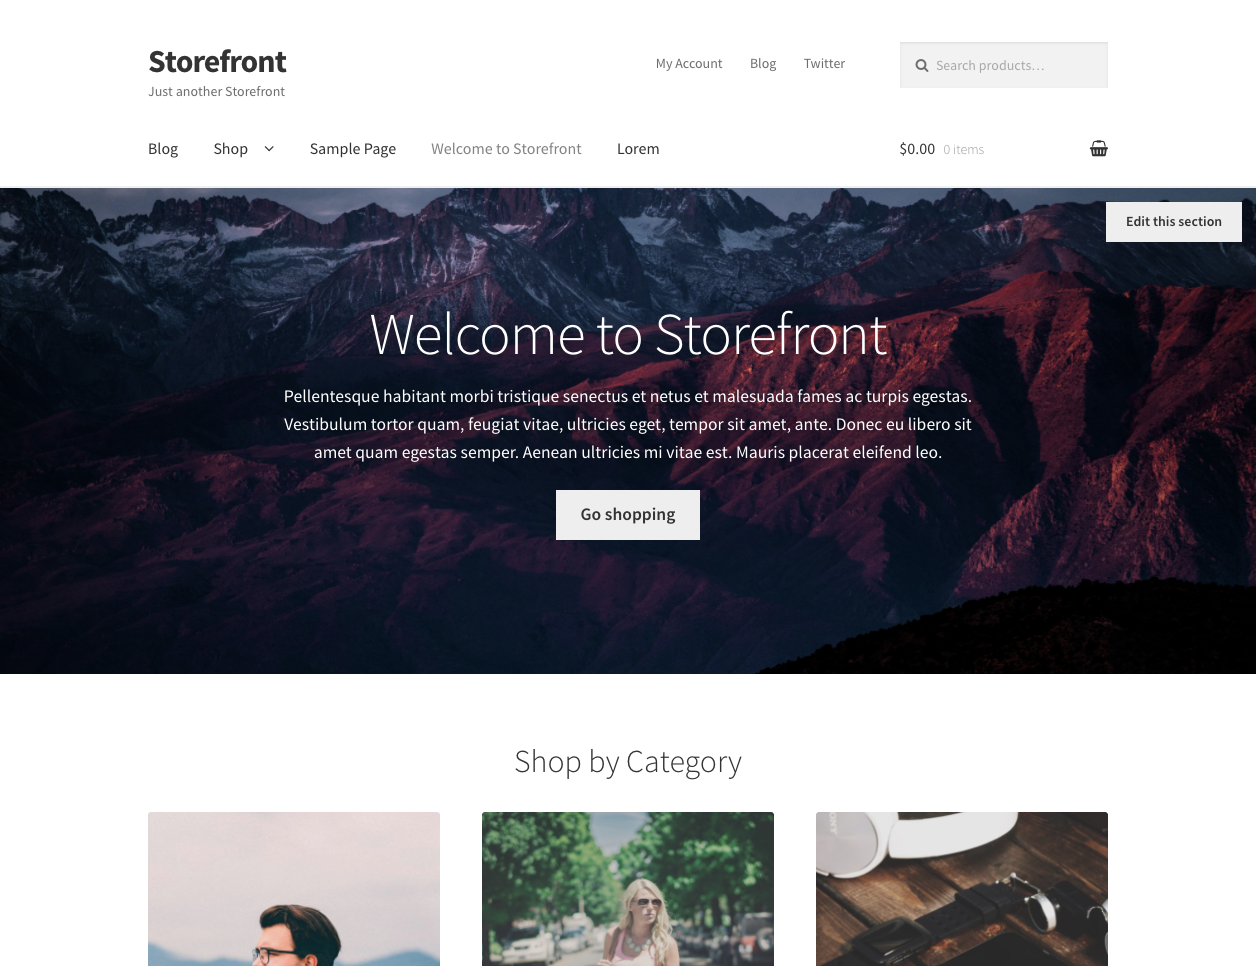 Storefront
Just another Storefront
My Account Blog Twitter
Search products…
Blog Shop Sample Page Welcome to Storefront Lorem
$0.00 0 items
Edit this section
Welcome to Storefront
Pellentesque habitant morbi tristique senectus et netus et malesuada fames ac turpis egestas.
Vestibulum tortor quam, feugiat vitae, ultricies eget, tempor sit amet, ante. Donec eu libero sit
amet quam egestas semper. Aenean ultricies mi vitae est. Mauris placerat eleifend leo.
Go shopping
Shop by Category